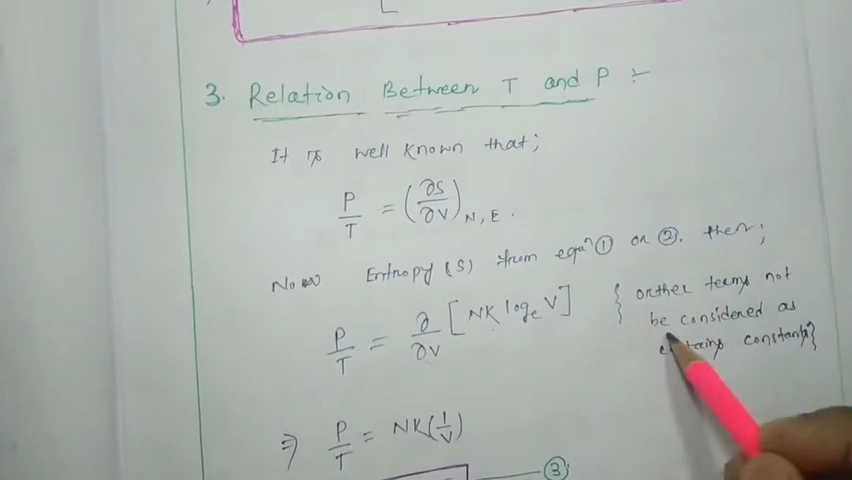 3. Relation Between T and P :-
It is well known that;
P/T = (∂S/∂V)N,E.
Now Entropy (S) from eqn ① or ②. then;
P/T = ∂/∂V [NK logₑ V] { orther terms not
be considered as
constants}
⇒ P/T = NK(1/V)
③